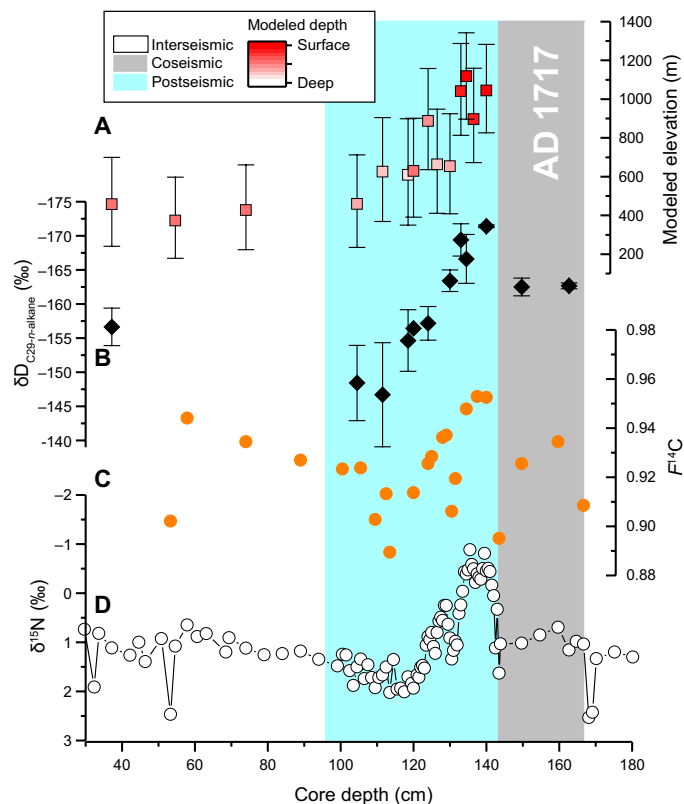 Interseismic
Coseismic
Postseismic
Modeled depth
Surface
Deep
A
B
C
D
AD 1717
1400
1200
1000
800
600
400
200
Modeled elevation (m)
−175
−170
−165
−160
−155
−150
−145
−140
δD C29-n-alkane (‰)
0.98
0.96
0.94
0.92
0.90
0.88
F14C
−2
−1
0
1
2
3
δ15N (‰)
40 60 80 100 120 140 160 180
Core depth (cm)